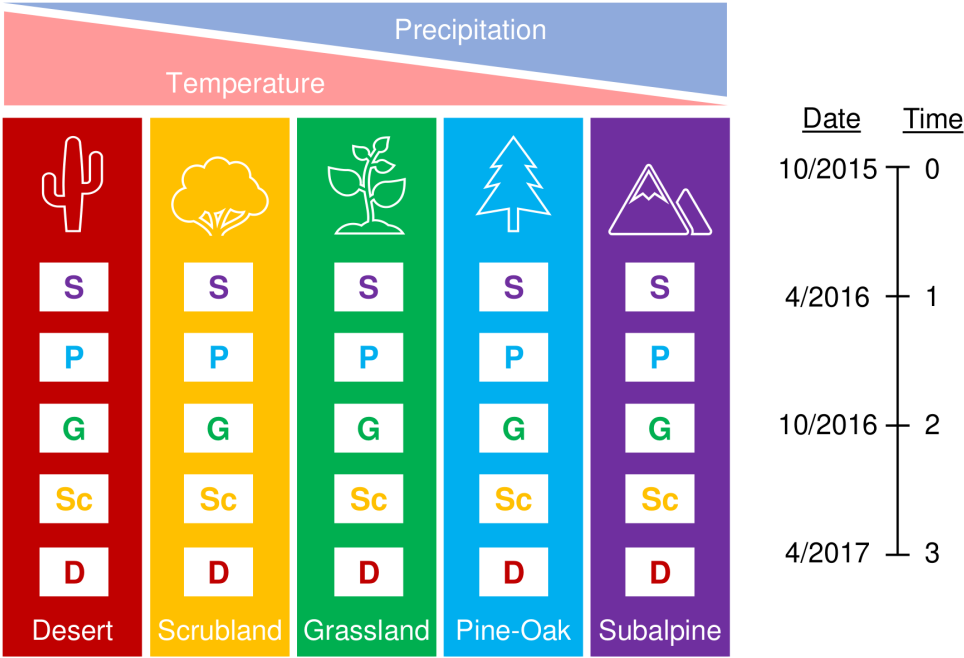 Precipitation
Temperature
Date Time
10/2015 0
S S S S S
4/2016 1
P P P P P
G G G G G
10/2016 2
Sc Sc Sc Sc Sc
4/2017 3
D D D D D
Desert Scrubland Grassland Pine-Oak Subalpine